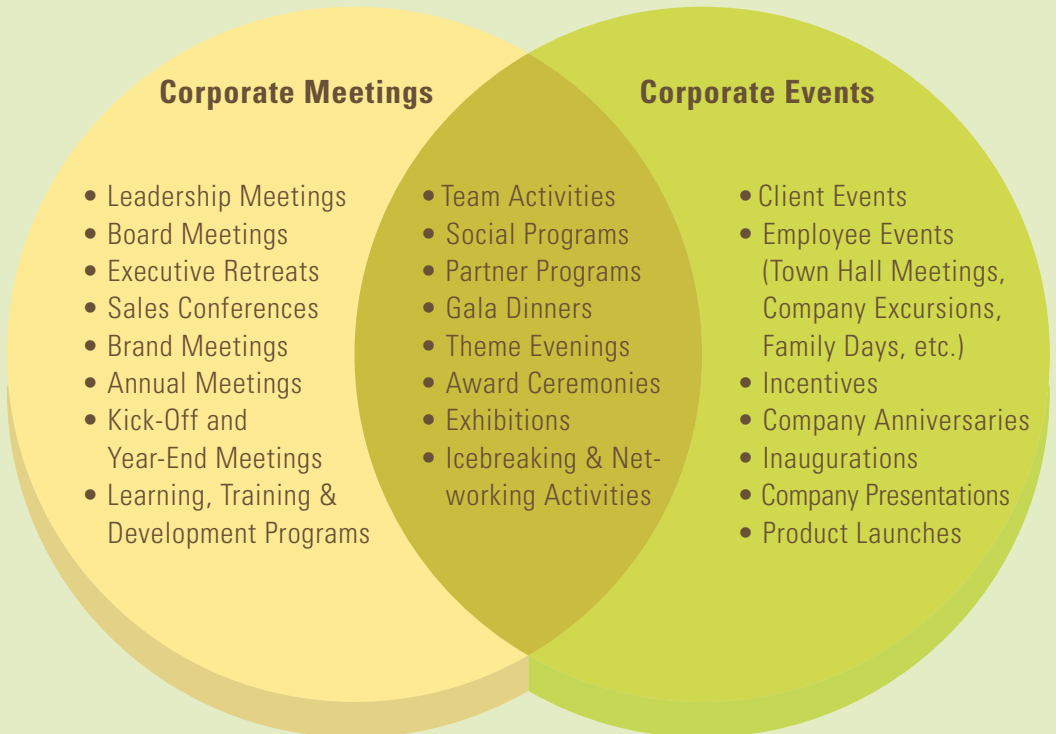 Corporate Meetings
• Leadership Meetings
• Board Meetings
• Executive Retreats
• Sales Conferences
• Brand Meetings
• Annual Meetings
• Kick-Off and
Year-End Meetings
• Learning, Training &
Development Programs
• Team Activities
• Social Programs
• Partner Programs
• Gala Dinners
• Theme Evenings
• Award Ceremonies
• Exhibitions
• Icebreaking & Net-
working Activities
Corporate Events
• Client Events
• Employee Events
(Town Hall Meetings,
Company Excursions,
Family Days, etc.)
• Incentives
• Company Anniversaries
• Inaugurations
• Company Presentations
• Product Launches